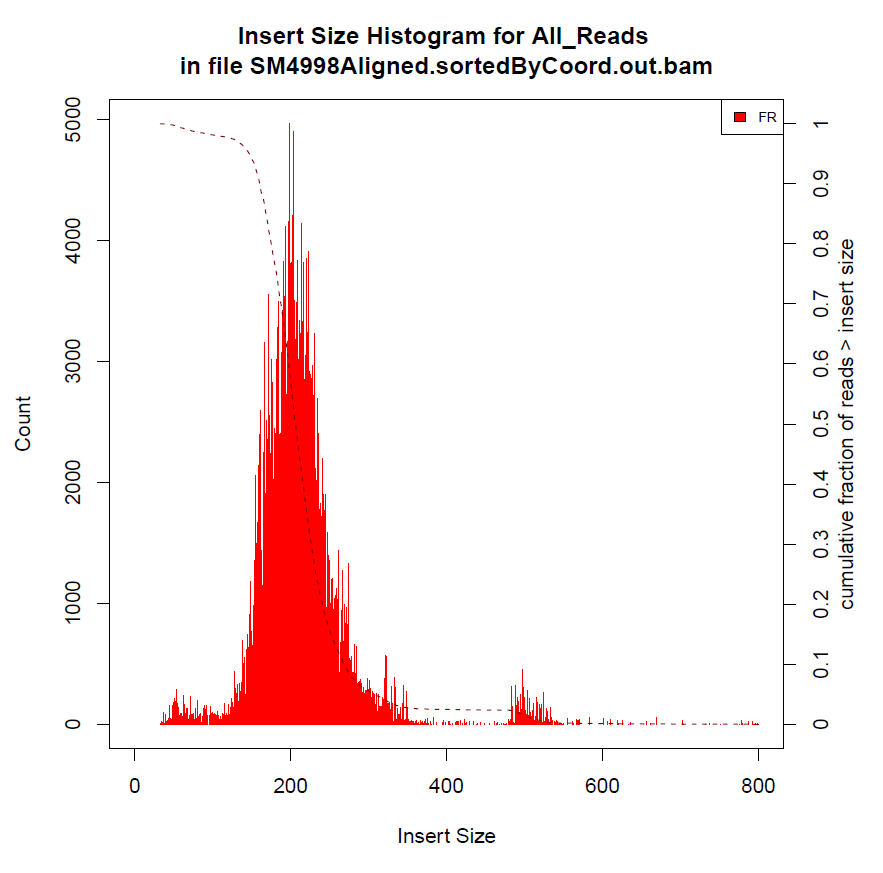 Insert Size Histogram for All_Reads
in file SM4998Aligned.sortedByCoord.out.bam
FR
Count
5000
4000
3000
2000
1000
0
1
0.9
0.8
0.7
0.6
0.5
0.4
0.3
0.2
0.1
0
cumulative fraction of reads > insert size
0 200 400 600 800
Insert Size